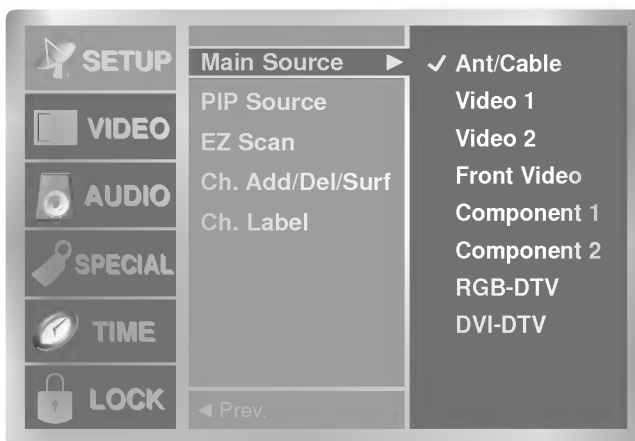 SETUP
VIDEO
AUDIO
SPECIAL
TIME
LOCK
Main Source ►
PIP Source
EZ Scan
Ch. Add/Del/Surf
Ch. Label
◄ Prev.
✓ Ant/Cable
Video 1
Video 2
Front Video
Component 1
Component 2
RGB-DTV
DVI-DTV